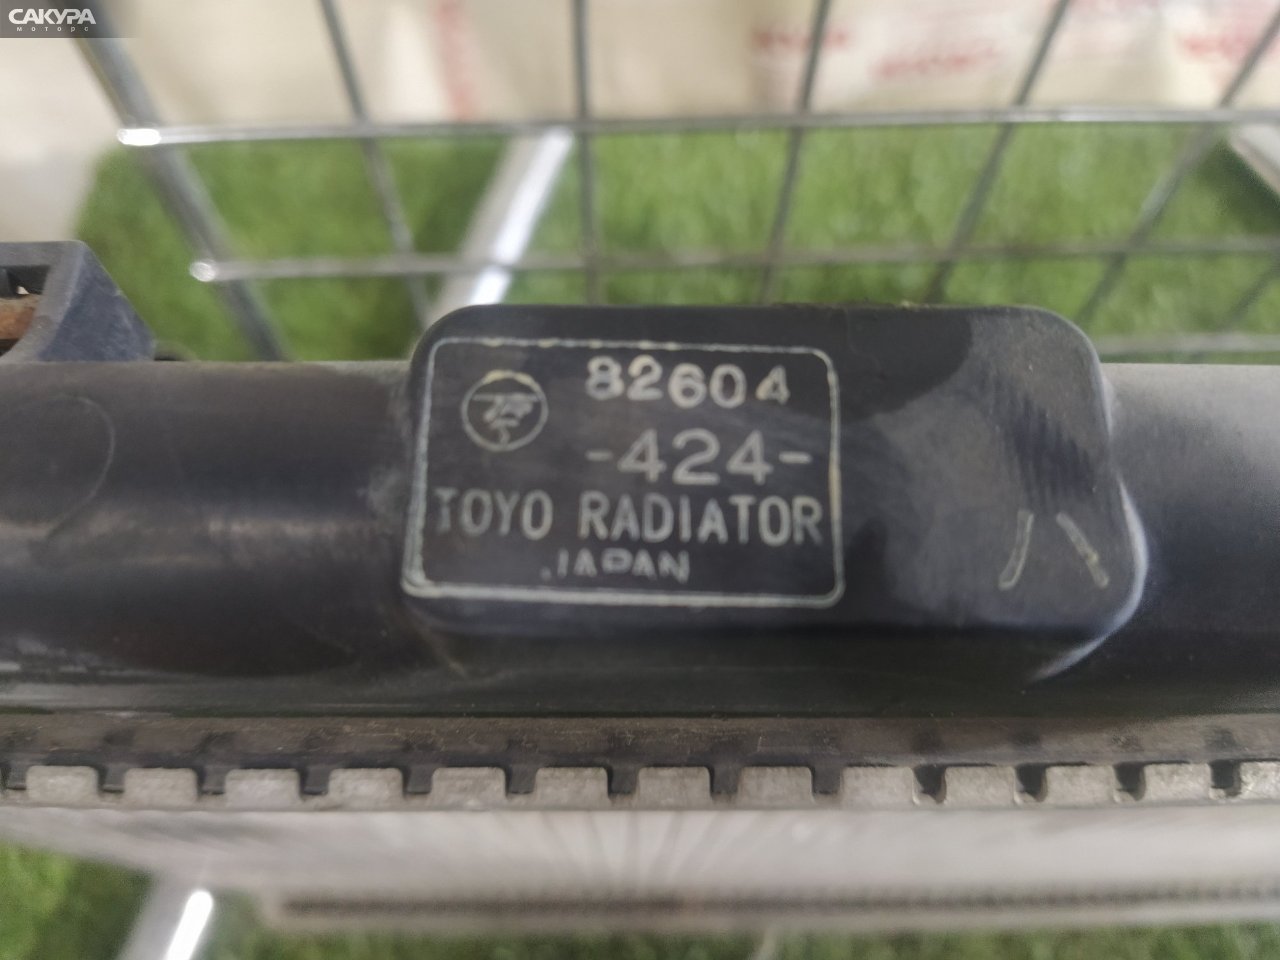 САКУРА
МОТОРС
82604
-424-
TOYO RADIATOR
JAPAN